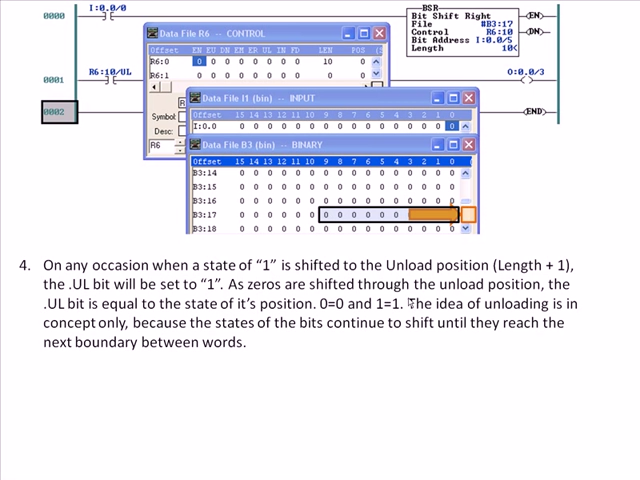 I:0.0/0
0000
BSR
Bit Shift Right
File #B3:17
Control R6:10
Bit Address I:0.0/5
Length 10<
(EN)
(DN)
Data File R6 -- CONTROL
Offset EN EU DN EM ER UL IN FD LEN POS
R6:0 0 0 0 0 0 0 0 0 10 0
R6:1 0 0 0 0 0 0 0 0 0 0
0001
R6:10/UL
O:0.0/3
0002
(END)
Symbol
Desc:
R6
Data File I1 (bin) -- INPUT
Offset 15 14 13 12 11 10 9 8 7 6 5 4 3 2 1 0
I:0.0 0 0 0 0 0 0 0 0 0 0 0 0 0 0 0 0
Data File B3 (bin) -- BINARY
Offset 15 14 13 12 11 10 9 8 7 6 5 4 3 2 1 0
B3:14 0 0 0 0 0 0 0 0 0 0 0 0 0 0 0 0
B3:15 0 0 0 0 0 0 0 0 0 0 0 0 0 0 0 0
B3:16 0 0 0 0 0 0 0 0 0 0 0 0 0 0 0 0
B3:17 0 0 0 0 0 0 0 0 0 0 0 0
B3:18 0 0 0 0 0 0 0 0 0 0 0 0 0 0 0 0
4. On any occasion when a state of “1” is shifted to the Unload position (Length + 1),
the .UL bit will be set to “1”. As zeros are shifted through the unload position, the
.UL bit is equal to the state of it’s position. 0=0 and 1=1. The idea of unloading is in
concept only, because the states of the bits continue to shift until they reach the
next boundary between words.